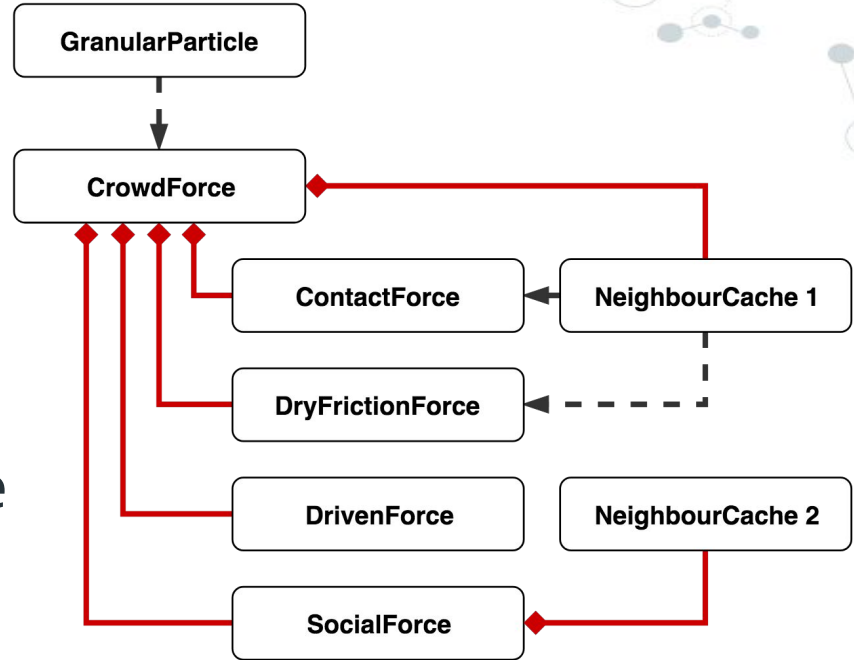 GranularParticle
CrowdForce
ContactForce
NeighbourCache 1
DryFrictionForce
e
DrivenForce
NeighbourCache 2
SocialForce